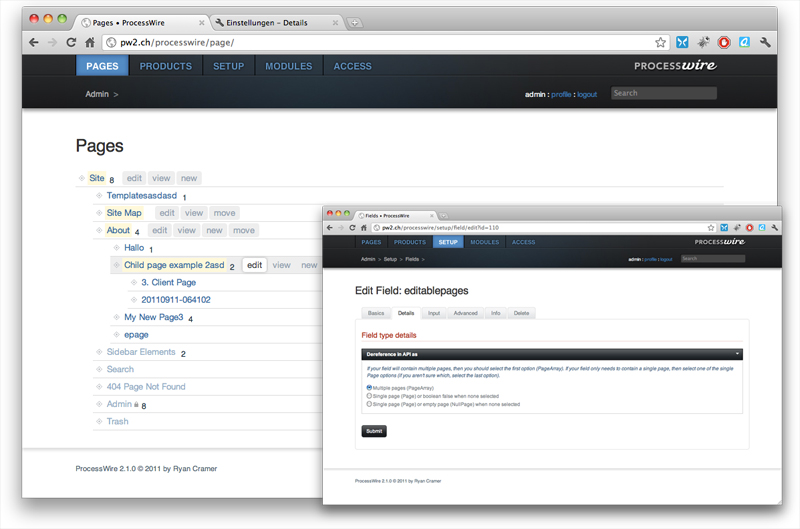 Pages • ProcessWire
Einstellungen – Details
pw2.ch/processwire/page/
PAGES PRODUCTS SETUP MODULES ACCESS
PROCESSwire
Admin >
admin : profile : logout
Search
Pages
Site 8 edit view new
Templatesasdasd 1
Site Map edit view move
About 4 edit view new move
Hallo 1
Child page example 2asd 2 edit view new
3. Client Page
20110911-064102
My New Page3 4
epage
Sidebar Elements 2
Search
404 Page Not Found
Admin 8
Trash
ProcessWire 2.1.0 © 2011 by Ryan Cramer
Fields • ProcessWire
pw2.ch/processwire/setup/field/edit?id=110
PAGES PRODUCTS SETUP MODULES ACCESS
PROCESSwire
Admin > Setup > Fields >
admin : profile : logout
Search
Edit Field: editablepages
Basics Details Input Advanced Info Delete
Field type details
Dereference in API as
If your field will contain multiple pages, then you should select the first option (PageArray). If your field only needs to contain a single page, then select one of the single
Page options (if you aren't sure which, select the last option).
Multiple pages (PageArray)
Single page (Page) or boolean false when none selected
Single page (Page) or empty page (NullPage) when none selected
Submit
ProcessWire 2.1.0 © 2011 by Ryan Cramer